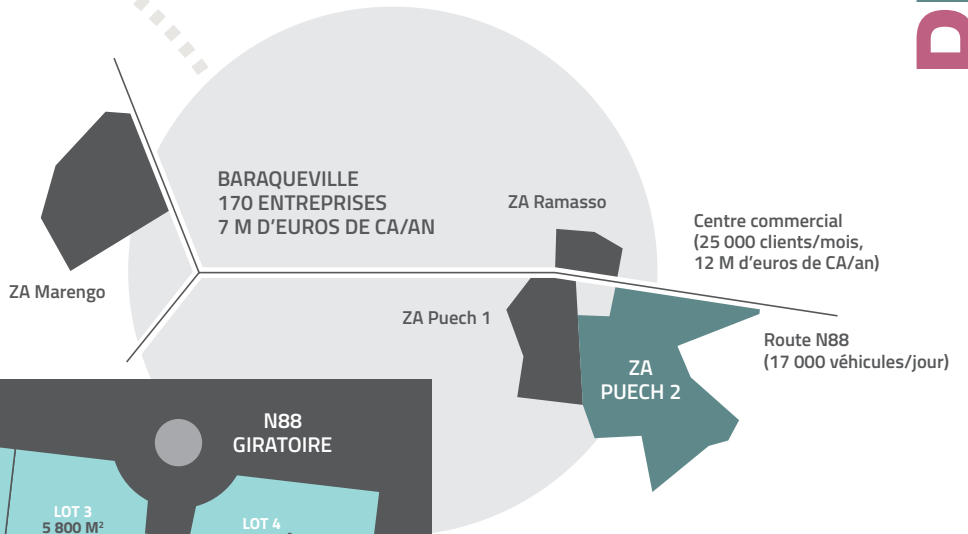 D
BARAQUEVILLE
170 ENTREPRISES
7 M D'EUROS DE CA/AN
ZA Ramasso
Centre commercial
(25 000 clients/mois,
12 M d'euros de CA/an)
ZA Marengo
ZA Puech 1
Route N88
(17 000 véhicules/jour)
ZA
PUECH 2
N88
GIRATOIRE
LOT 3
5 800 M²
LOT 4